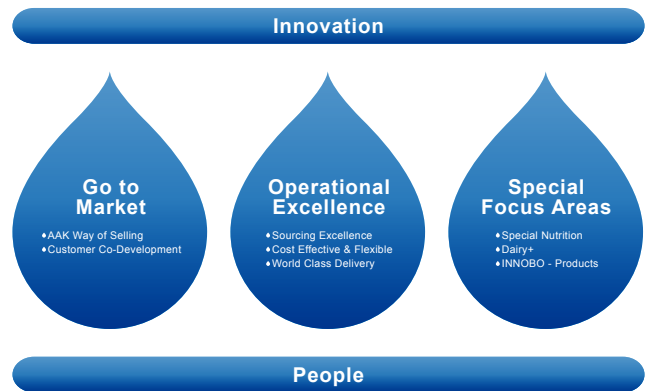 Innovation
Go to
Market
AAK Way of Selling
Customer Co-Development
Operational
Excellence
Sourcing Excellence
Cost Effective & Flexible
World Class Delivery
Special
Focus Areas
Special Nutrition
Dairy+
INNOBO - Products
People